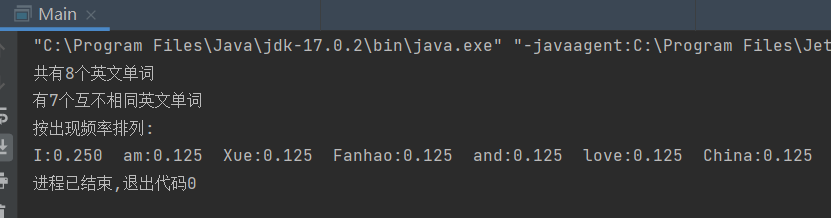 Main
"C:\Program Files\Java\jdk-17.0.2\bin\java.exe" "-javaagent:C:\Program Files\Jet
共有8个英文单词
有7个互不相同英文单词
按出现频率排列:
I:0.250  am:0.125  Xue:0.125  Fanhao:0.125  and:0.125  love:0.125  China:0.125
进程已结束,退出代码0